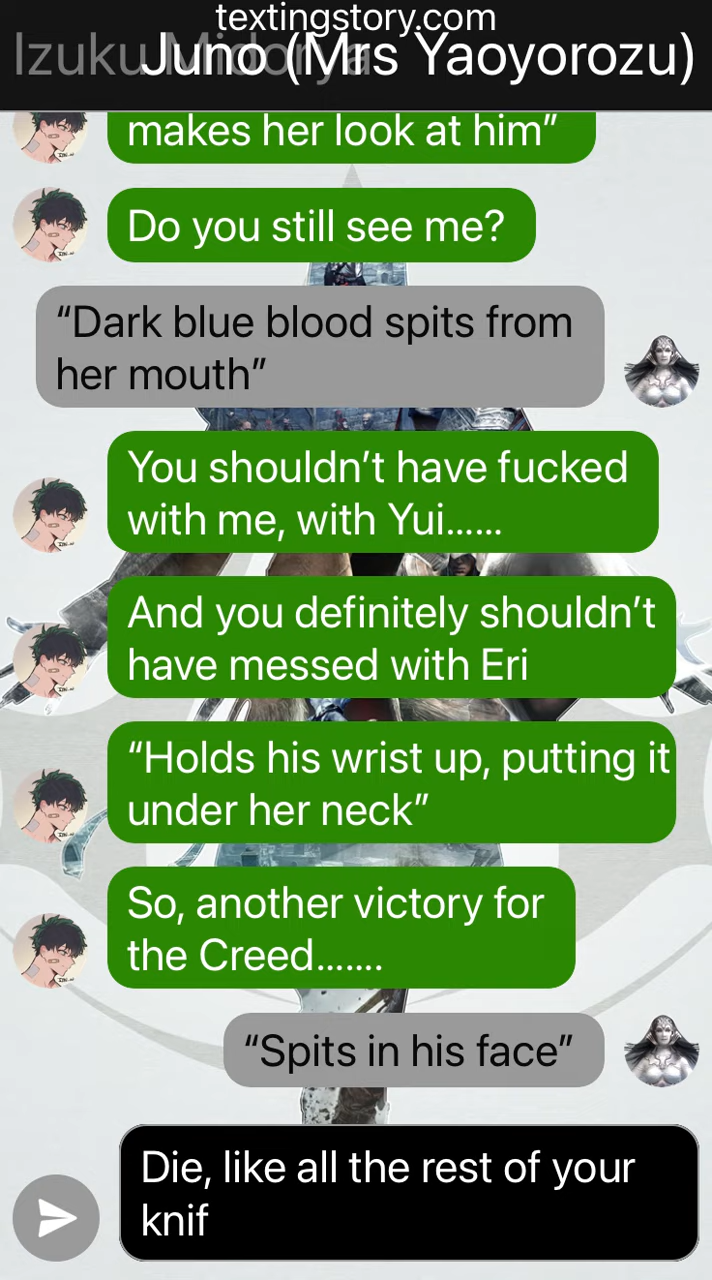 textingstory.com
Izuku Midoriya
Juno (Mrs Yaoyorozu)
makes her look at him”
Do you still see me?
“Dark blue blood spits from
her mouth”
You shouldn’t have fucked
with me, with Yui......
And you definitely shouldn’t
have messed with Eri
“Holds his wrist up, putting it
under her neck”
So, another victory for
the Creed.......
“Spits in his face”
Die, like all the rest of your
knif